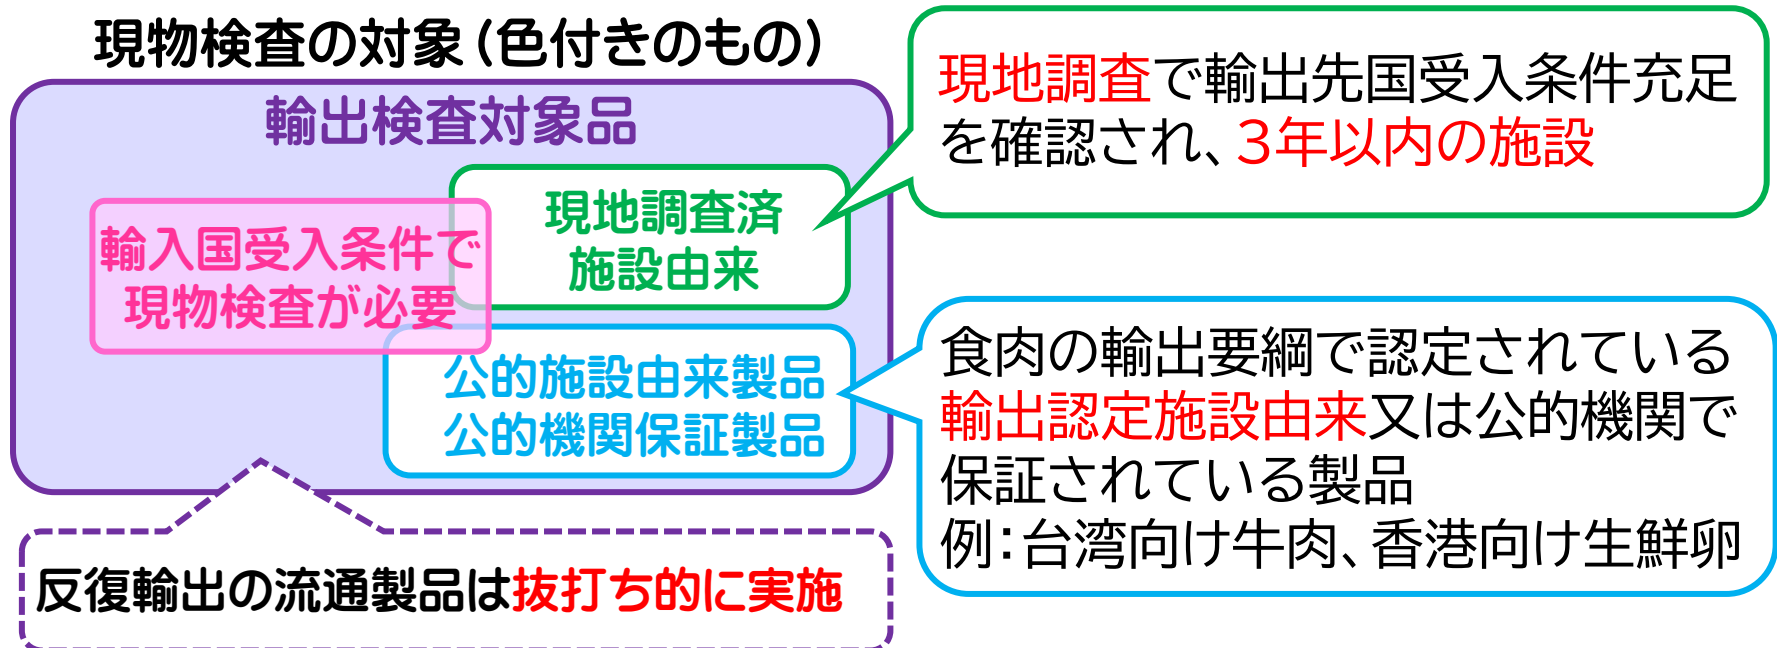 現物検査の対象（色付きのもの）
輸出検査対象品
現地調査済
施設由来
輸入国受入条件で
現物検査が必要
公的施設由来製品
公的機関保証製品
反復輸出の流通製品は抜打ち的に実施
現地調査で輸出先国受入条件充足
を確認され、３年以内の施設
食肉の輸出要綱で認定されている
輸出認定施設由来又は公的機関で
保証されている製品
例：台湾向け牛肉、香港向け生鮮卵